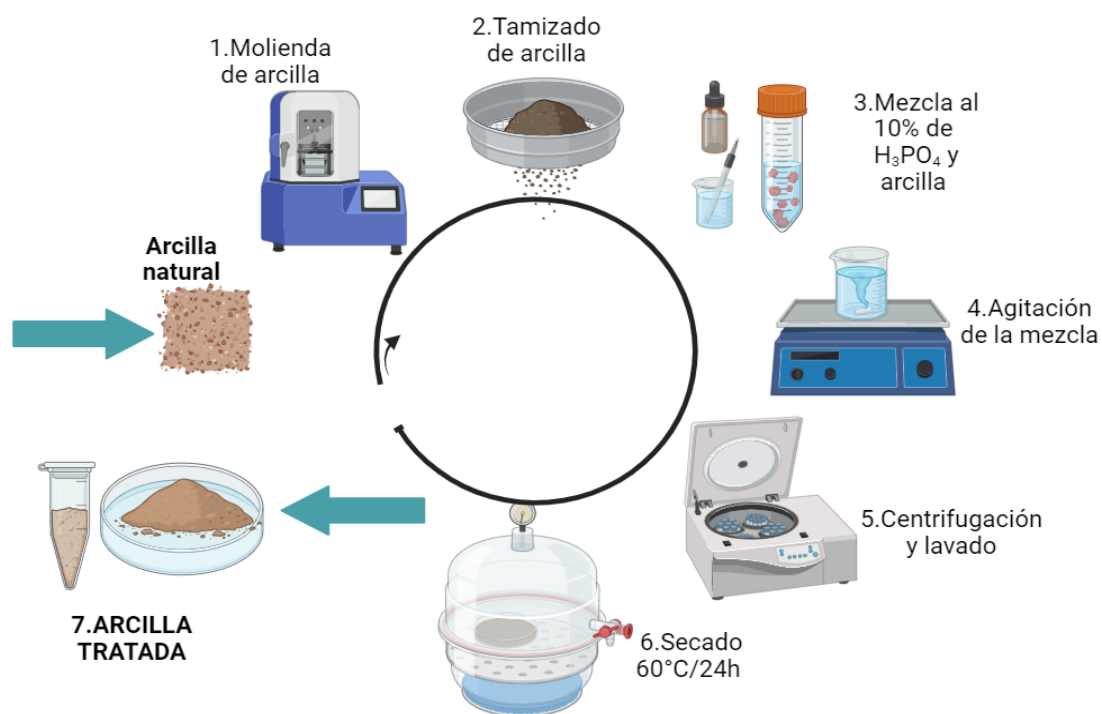 Arcilla
natural
1.Molienda
de arcilla
2.Tamizado
de arcilla
3.Mezcla al
10% de
H₃PO₄ y
arcilla
4.Agitación
de la mezcla
5.Centrifugación
y lavado
6.Secado
60°C/24h
7.ARCILLA
TRATADA